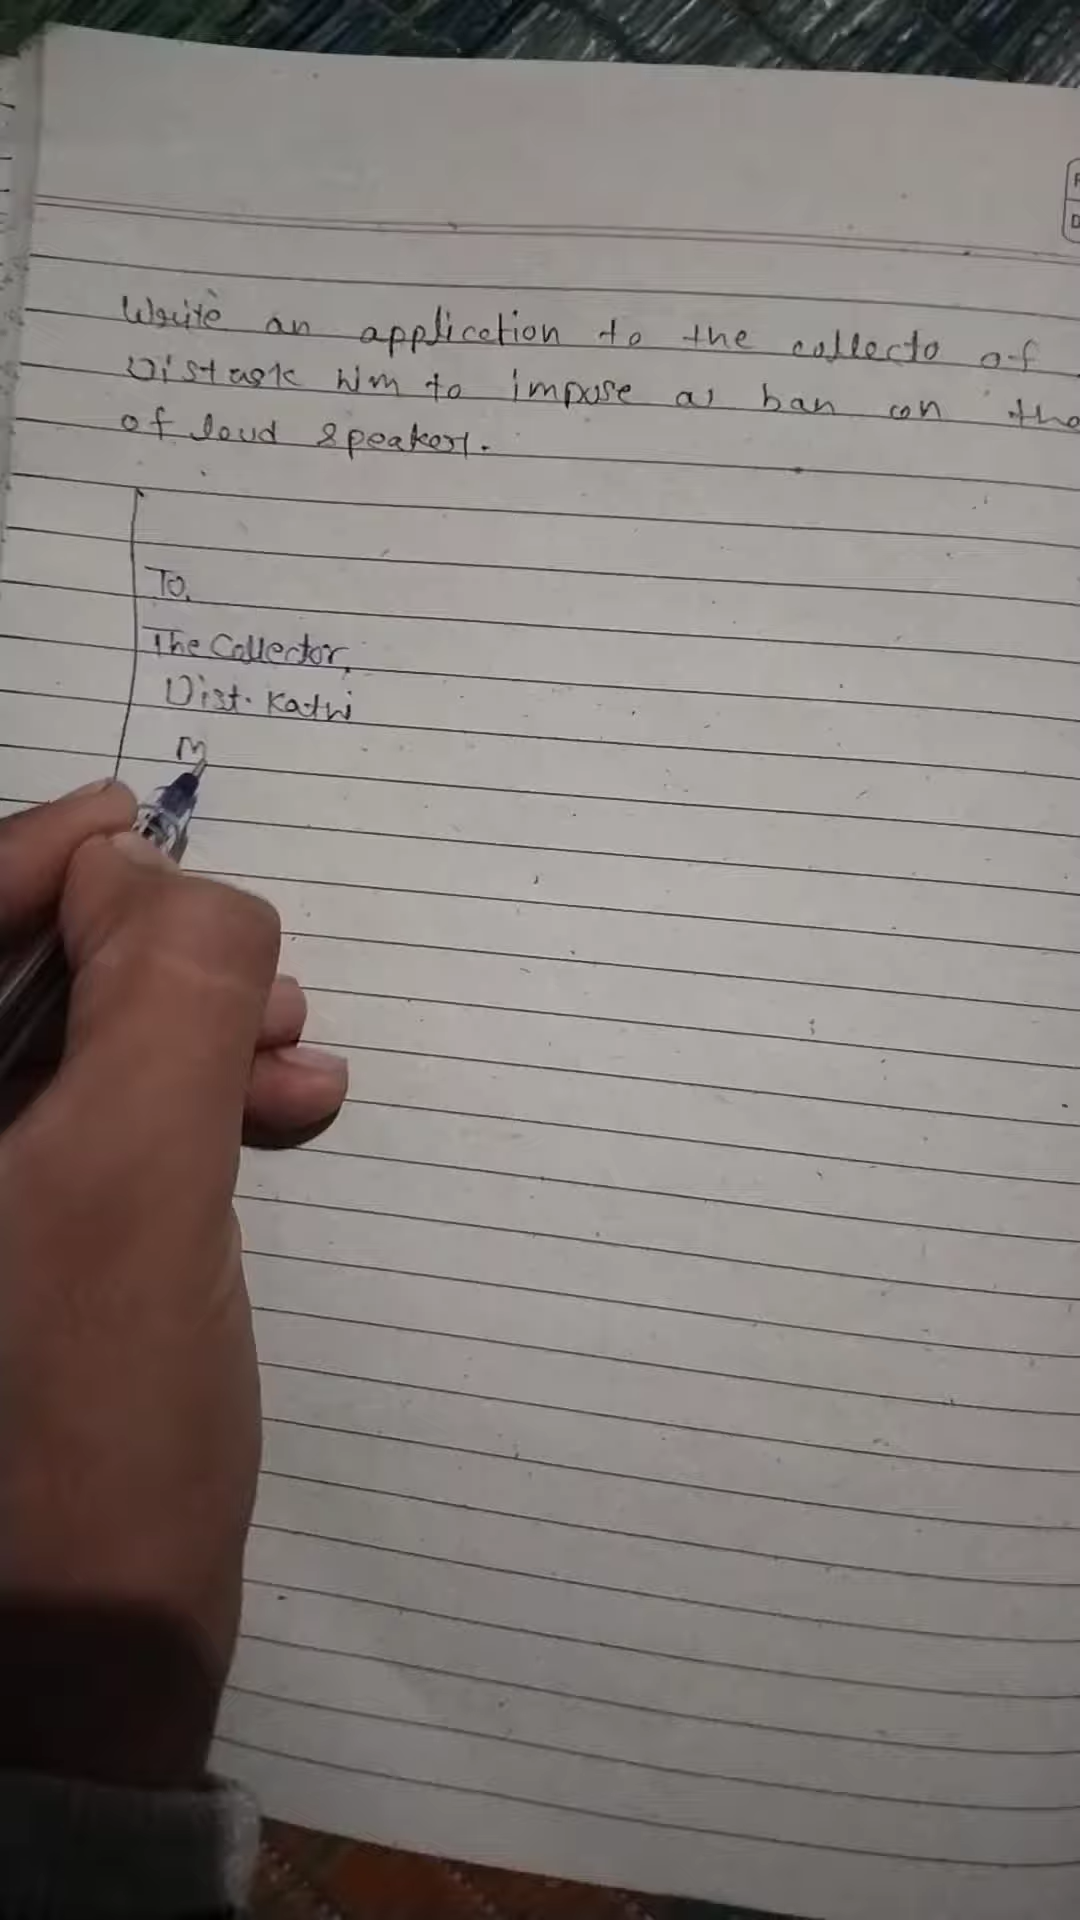 Write an application to the collecto of
Dist ask him to impose a ban on the
of loud speaker.
To,
The Collector,
Dist. Katni
M